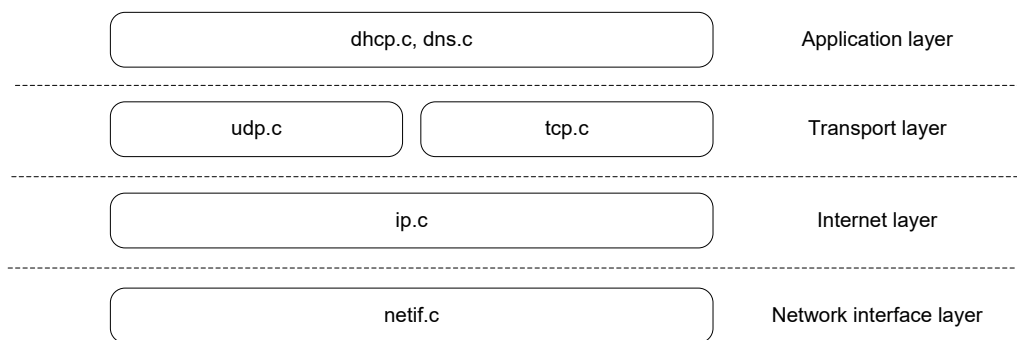 dhcp.c, dns.c Application layer
udp.c tcp.c Transport layer
ip.c Internet layer
netif.c Network interface layer